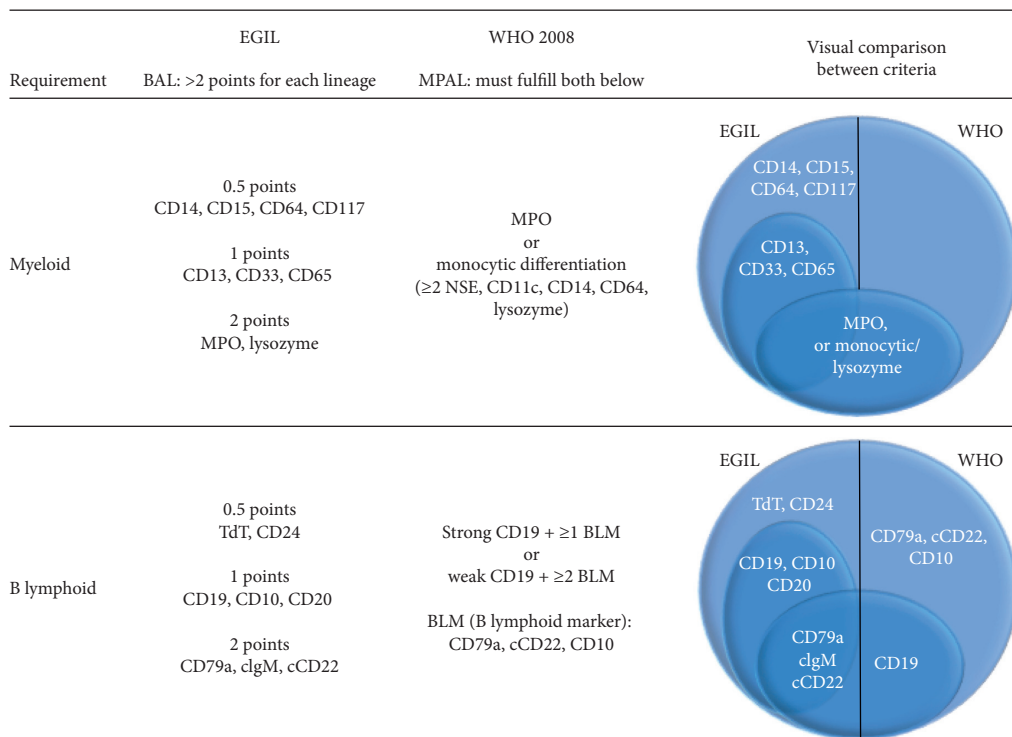 EGIL
WHO 2008
Visual comparison
between criteria
Requirement
BAL: >2 points for each lineage
MPAL: must fulfill both below
Myeloid
0.5 points
CD14, CD15, CD64, CD117
1 points
CD13, CD33, CD65
2 points
MPO, lysozyme
MPO
or
monocytic differentiation
(≥2 NSE, CD11c, CD14, CD64,
lysozyme)
EGIL
WHO
CD14, CD15,
CD64, CD117
CD13,
CD33, CD65
MPO,
or monocytic/
lysozyme
B lymphoid
0.5 points
TdT, CD24
1 points
CD19, CD10, CD20
2 points
CD79a, clgM, cCD22
Strong CD19 + ≥1 BLM
or
weak CD19 + ≥2 BLM
BLM (B lymphoid marker):
CD79a, cCD22, CD10
EGIL
WHO
TdT, CD24
CD19, CD10
CD20
CD79a
clgM
cCD22
CD79a, cCD22,
CD10
CD19